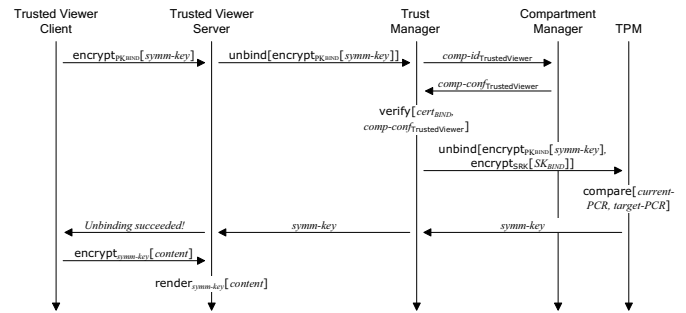 Trusted Viewer Client
Trusted Viewer Server
Trust Manager
Compartment Manager
TPM
encryptPKBIND[symm-key]
unbind[encryptPKBIND[symm-key]]
comp-idTrustedViewer
comp-confTrustedViewer
verify[certBIND,
comp-confTrustedViewer]
unbind[encryptPKBIND[symm-key],
encryptSRK[SKBIND]]
compare[current-
PCR, target-PCR]
Unbinding succeeded!
symm-key
symm-key
encryptsymm-key[content]
rendersymm-key[content]